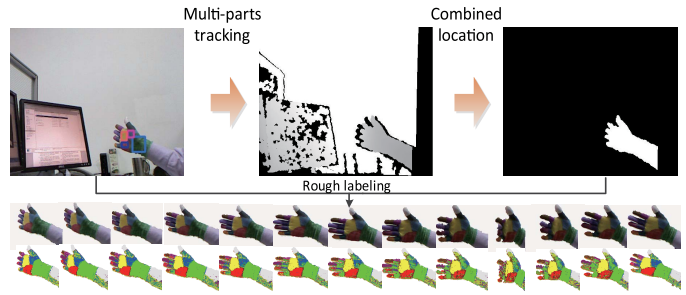 Multi-parts
tracking
Combined
location
Rough labeling